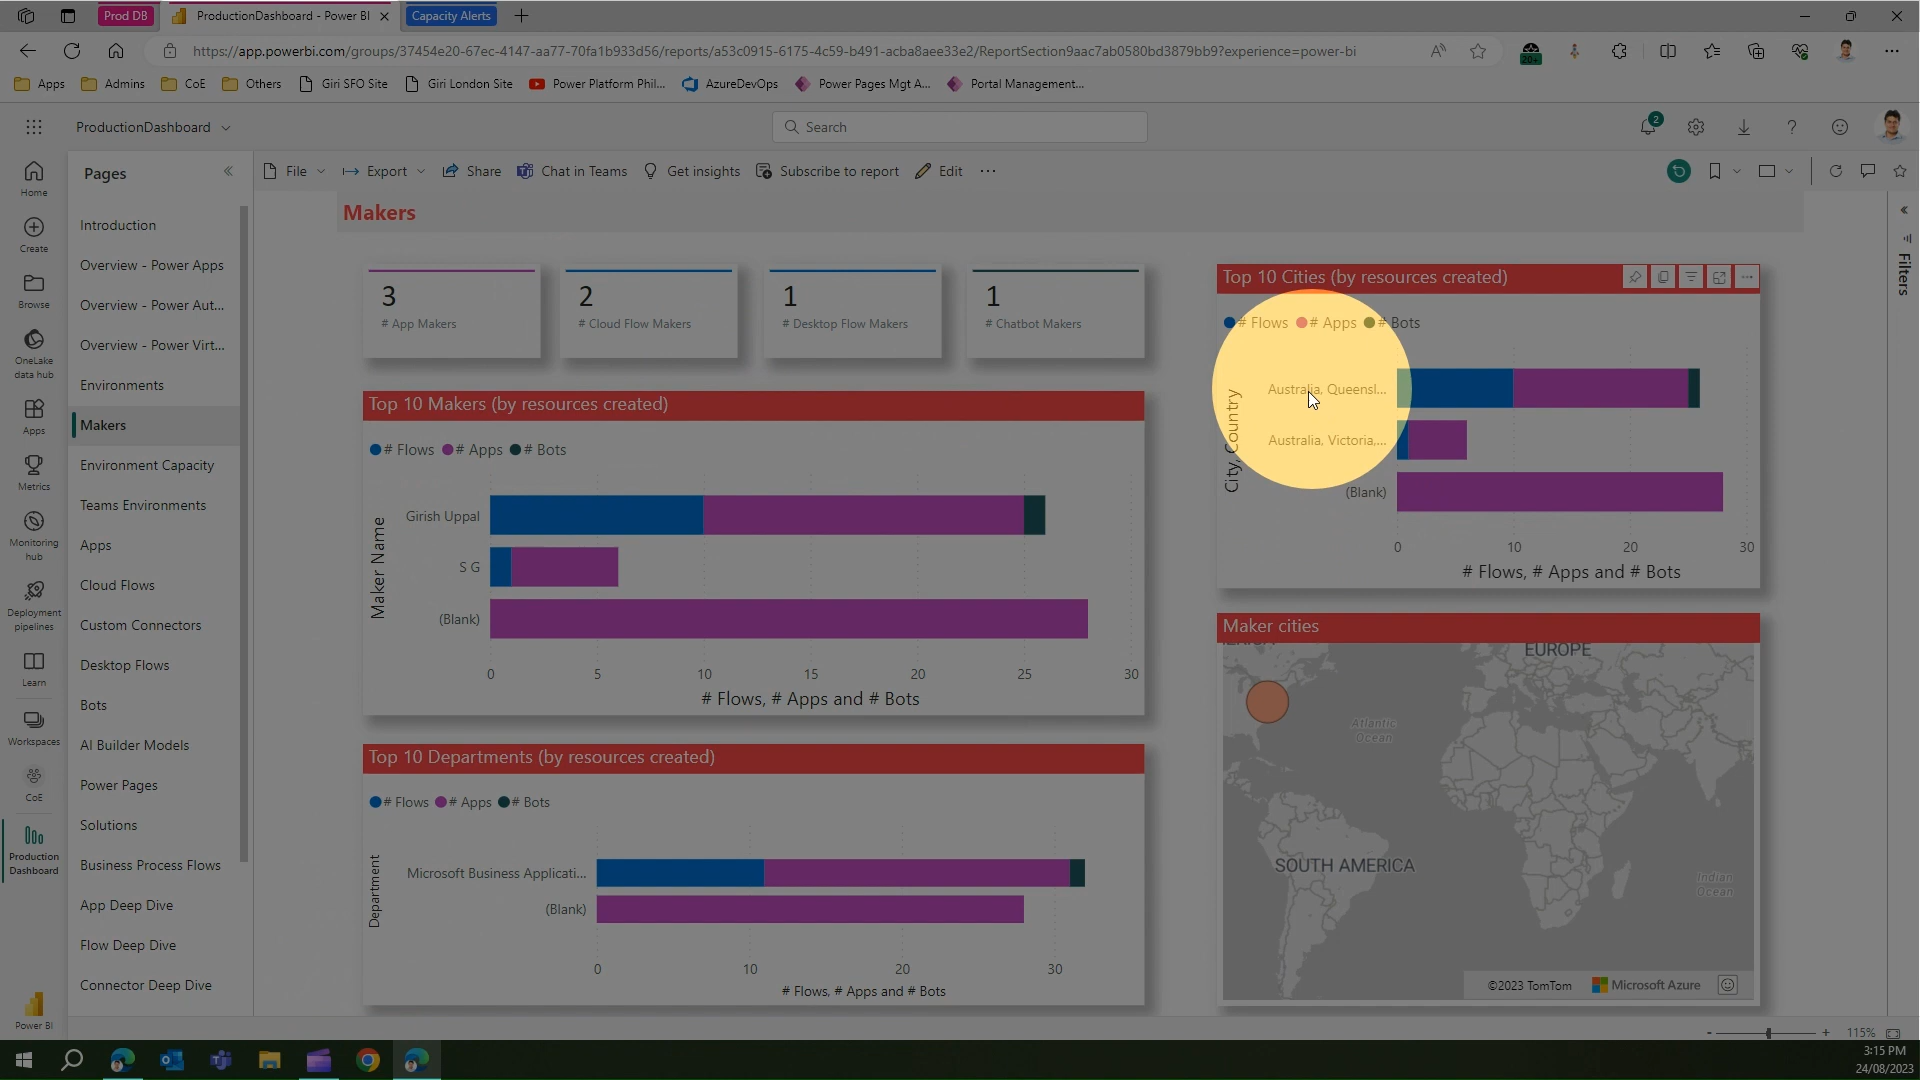 Prod DB
ProductionDashboard - Power BI
Capacity Alerts
https://app.powerbi.com/groups/37454e20-67ec-4147-aa77-70fa1b933d56/reports/a53c0915-6175-4c59-b491-acba8aee33e2/ReportSection9aac7ab0580bd3879bb9?experience=power-bi
20+
Apps
Admins
CoE
Others
Giri SFO Site
Giri London Site
Power Platform Phil...
AzureDevOps
Power Pages Mgt A...
Portal Management...
ProductionDashboard
Search
2
Home
Create
Browse
OneLake
data hub
Apps
Metrics
Monitoring
hub
Deployment
pipelines
Learn
Workspaces
CoE
Production
Dashboard
Power BI
Pages
Introduction
Overview - Power Apps
Overview - Power Aut...
Overview - Power Virt...
Environments
Makers
Environment Capacity
Teams Environments
Apps
Cloud Flows
Custom Connectors
Desktop Flows
Bots
AI Builder Models
Power Pages
Solutions
Business Process Flows
App Deep Dive
Flow Deep Dive
Connector Deep Dive
File
Export
Share
Chat in Teams
Get insights
Subscribe to report
Edit
Makers
3
# App Makers
2
# Cloud Flow Makers
1
# Desktop Flow Makers
1
# Chatbot Makers
Top 10 Makers (by resources created)
# Flows # Apps # Bots
Maker Name
Girish Uppal
S G
(Blank)
0 5 10 15 20 25 30
# Flows, # Apps and # Bots
Top 10 Departments (by resources created)
# Flows # Apps # Bots
Department
Microsoft Business Applicati...
(Blank)
0 10 20 30
# Flows, # Apps and # Bots
Top 10 Cities (by resources created)
# Flows # Apps # Bots
City, Country
Australia, Queensl...
Australia, Victoria,...
(Blank)
0 10 20 30
# Flows, # Apps and # Bots
Maker cities
EUROPE
Atlantic
Ocean
SOUTH AMERICA
Indian
Ocean
©2023 TomTom
Microsoft Azure
Filters
- + 115%
3:15 PM
24/08/2023